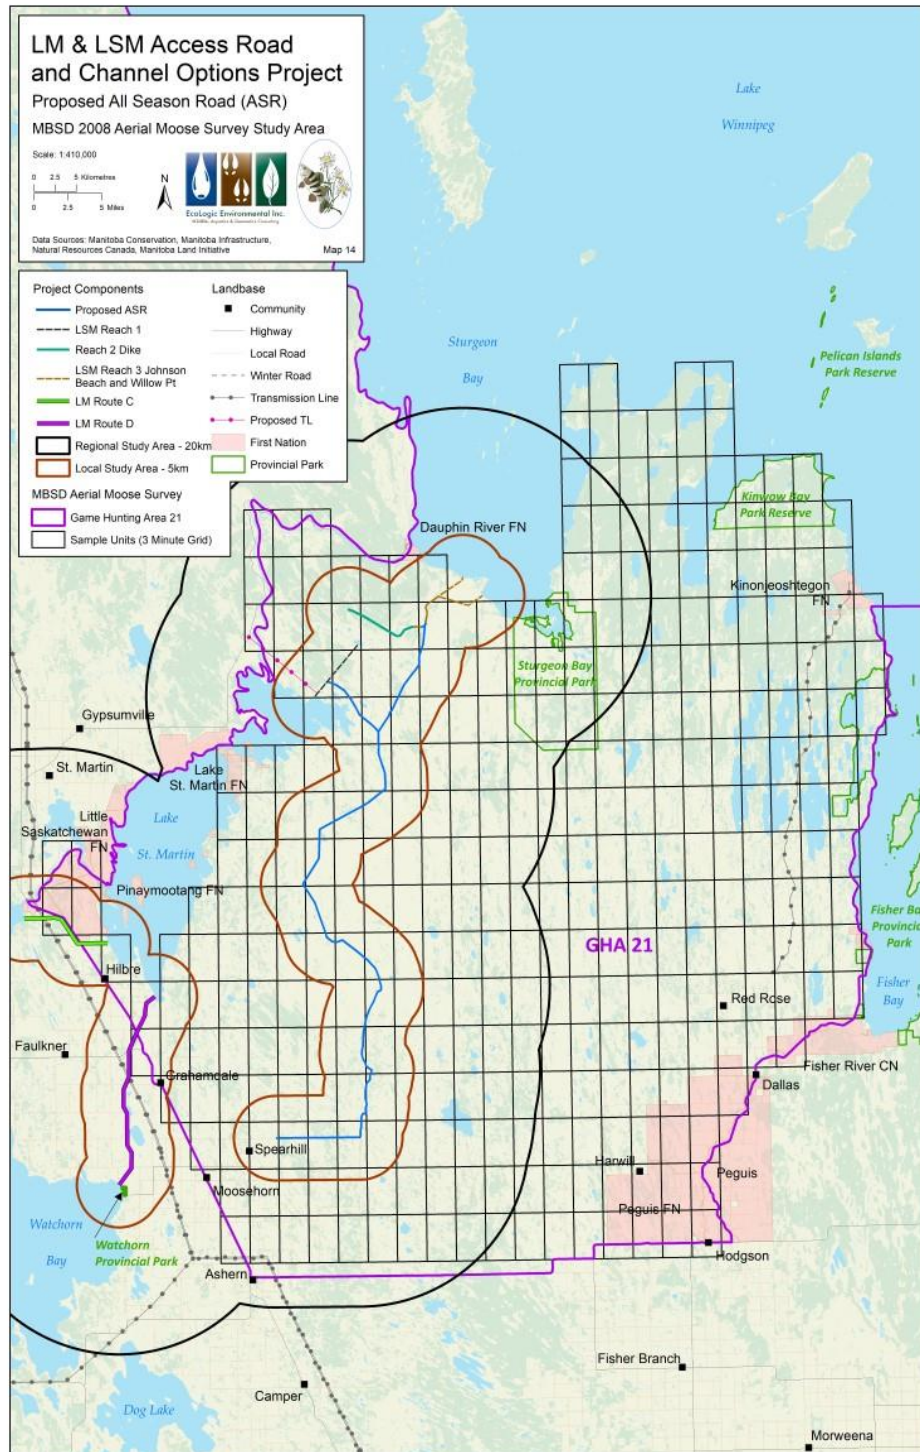 LM & LSM Access Road
and Channel Options Project
Proposed All Season Road (ASR)
MBSD 2008 Aerial Moose Survey Study Area
Scale: 1:410,000
0 2.5 5 Kilometres
0 2.5 5 Miles
N
EcoLogic Environmental Inc.
Data Sources: Manitoba Conservation, Manitoba Infrastructure,
Natural Resources Canada, Manitoba Land Initiative
Map 14
Project Components
Proposed ASR
LSM Reach 1
Reach 2 Dike
LSM Reach 3 Johnson
Beach and Willow Pt
LM Route C
LM Route D
Regional Study Area - 20km
Local Study Area - 5km
MBSD Aerial Moose Survey
Game Hunting Area 21
Sample Units (3 Minute Grid)
Landbase
Community
Highway
Local Road
Winter Road
Transmission Line
Proposed TL
First Nation
Provincial Park
Lake
Winnipeg
Sturgeon
Bay
Pelican Islands
Park Reserve
Kinwow Bay
Park Reserve
Dauphin River FN
Kinonjeoshtegon
FN
Sturgeon Bay
Provincial Park
Gypsumville
St. Martin
Lake
St. Martin FN
Little
Saskatchewan
FN
Lake
St. Martin
Pinaymootang FN
Fisher Ba
Provincia
Park
GHA 21
Hilbre
Fisher
Bay
Red Rose
Faulkner
Fisher River CN
Grahamdale
Dallas
Spearhill
Harwill
Peguis
Moosehorn
Peguis FN
Watchorn
Bay
Watchorn
Provincial Park
Hodgson
Ashern
Fisher Branch
Camper
Dog Lake
Morweena